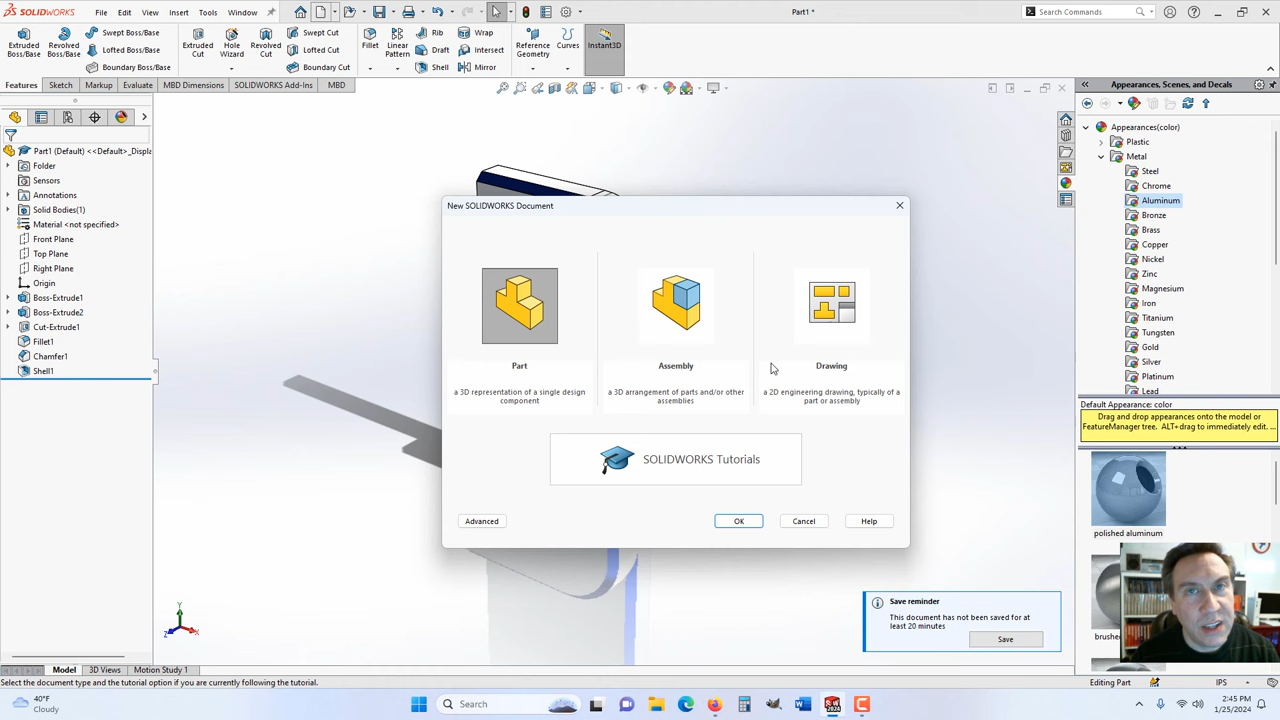 SOLIDWORKS
File
Edit
View
Insert
Tools
Window
Part1 *
Search Commands
Extruded Boss/Base
Revolved Boss/Base
Swept Boss/Base
Lofted Boss/Base
Boundary Boss/Base
Extruded Cut
Hole Wizard
Revolved Cut
Swept Cut
Lofted Cut
Boundary Cut
Fillet
Linear Pattern
Rib
Draft
Shell
Wrap
Intersect
Mirror
Reference Geometry
Curves
Instant3D
Features
Sketch
Markup
Evaluate
MBD Dimensions
SOLIDWORKS Add-Ins
MBD
Part1 (Default) <<Default>_Displa
Folder
Sensors
Annotations
Solid Bodies(1)
Material <not specified>
Front Plane
Top Plane
Right Plane
Origin
Boss-Extrude1
Boss-Extrude2
Cut-Extrude1
Fillet1
Chamfer1
Shell1
New SOLIDWORKS Document
Part
a 3D representation of a single design
component
Assembly
a 3D arrangement of parts and/or other
assemblies
Drawing
a 2D engineering drawing, typically of a
part or assembly
SOLIDWORKS Tutorials
Advanced
OK
Cancel
Help
Appearances, Scenes, and Decals
Appearances(color)
Plastic
Metal
Steel
Chrome
Aluminum
Bronze
Brass
Copper
Nickel
Zinc
Magnesium
Iron
Titanium
Tungsten
Gold
Silver
Platinum
Lead
Default Appearance: color
Drag and drop appearances onto the model or
FeatureManager tree. ALT+drag to immediately edit. ...
polished aluminum
Save reminder
This document has not been saved for at
least 20 minutes
Save
Y
Z
X
Model
3D Views
Motion Study 1
Select the document type and the tutorial option if you are currently following the tutorial.
Editing Part
IPS
40°F
Cloudy
Search
2:45 PM
1/25/2024